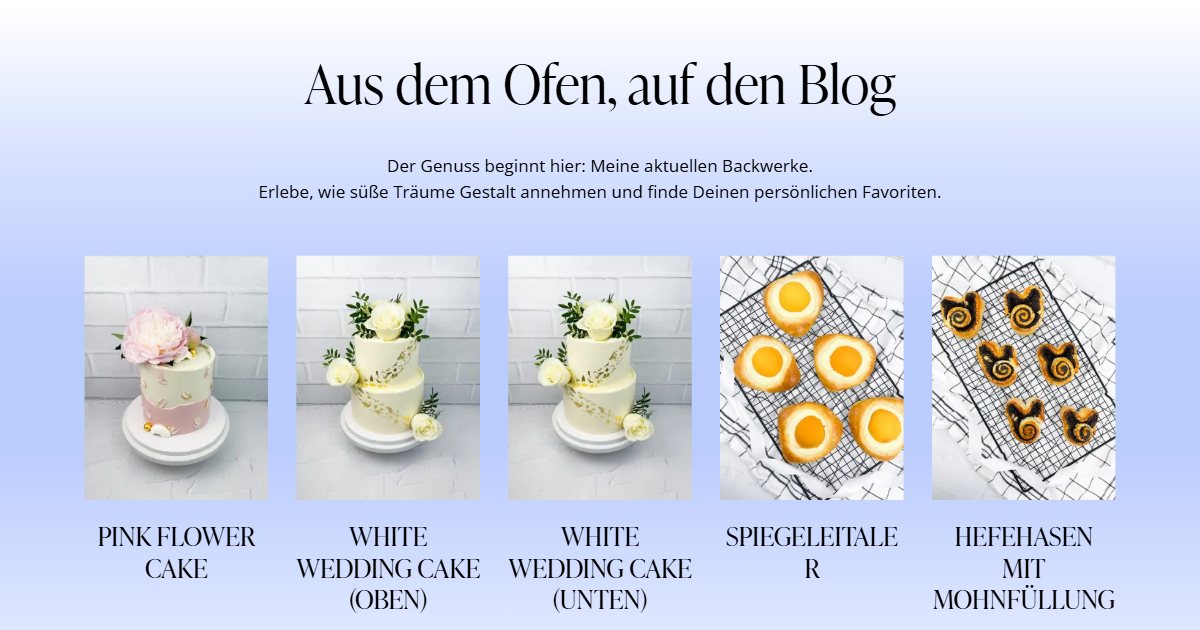 Aus dem Ofen, auf den Blog
Der Genuss beginnt hier: Meine aktuellen Backwerke.
Erlebe, wie süße Träume Gestalt annehmen und finde Deinen persönlichen Favoriten.
PINK FLOWER
CAKE
WHITE
WEDDING CAKE
(OBEN)
WHITE
WEDDING CAKE
(UNTEN)
SPIEGELEITALE
R
HEFEHASEN
MIT
MOHNFÜLLUNG